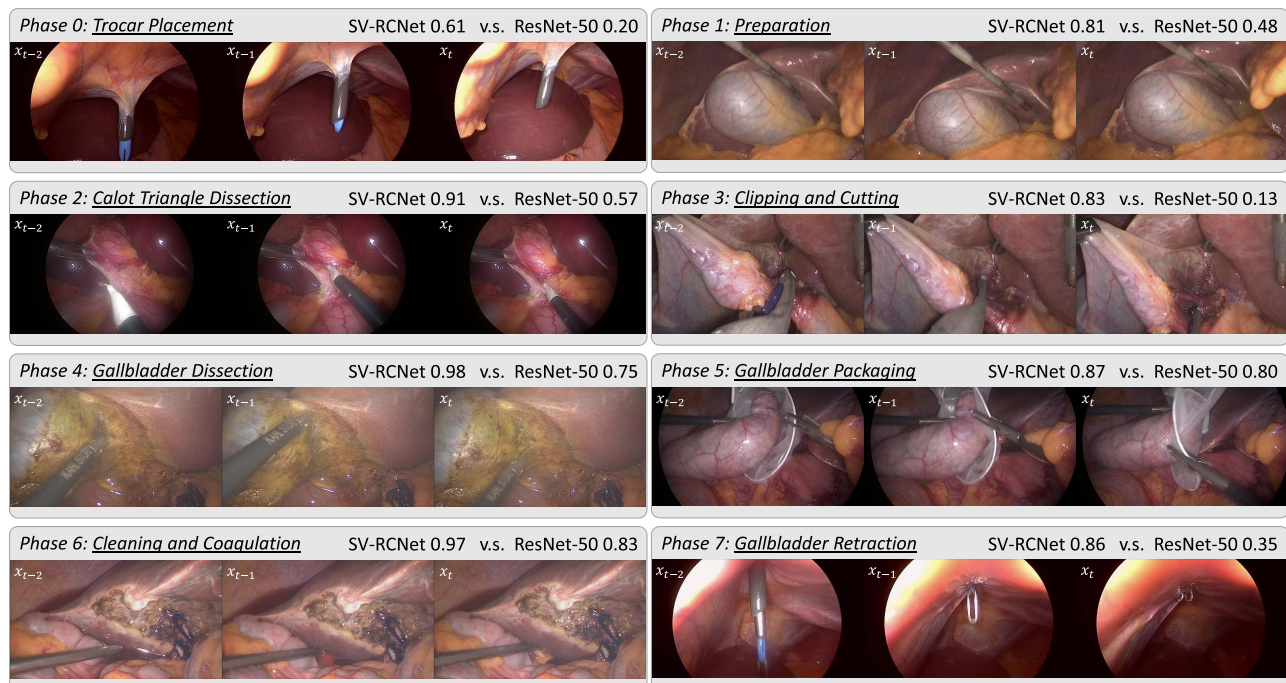 Phase 0: Trocar Placement SV-RCNet 0.61 v.s. ResNet-50 0.20
x_{t-2} x_{t-1} x_t
Phase 1: Preparation SV-RCNet 0.81 v.s. ResNet-50 0.48
x_{t-2} x_{t-1} x_t
Phase 2: Calot Triangle Dissection SV-RCNet 0.91 v.s. ResNet-50 0.57
x_{t-2} x_{t-1} x_t
Phase 3: Clipping and Cutting SV-RCNet 0.83 v.s. ResNet-50 0.13
x_{t-2} x_{t-1} x_t
Phase 4: Gallbladder Dissection SV-RCNet 0.98 v.s. ResNet-50 0.75
x_{t-2} x_{t-1} x_t
Phase 5: Gallbladder Packaging SV-RCNet 0.87 v.s. ResNet-50 0.80
x_{t-2} x_{t-1} x_t
Phase 6: Cleaning and Coagulation SV-RCNet 0.97 v.s. ResNet-50 0.83
x_{t-2} x_{t-1} x_t
Phase 7: Gallbladder Retraction SV-RCNet 0.86 v.s. ResNet-50 0.35
x_{t-2} x_{t-1} x_t